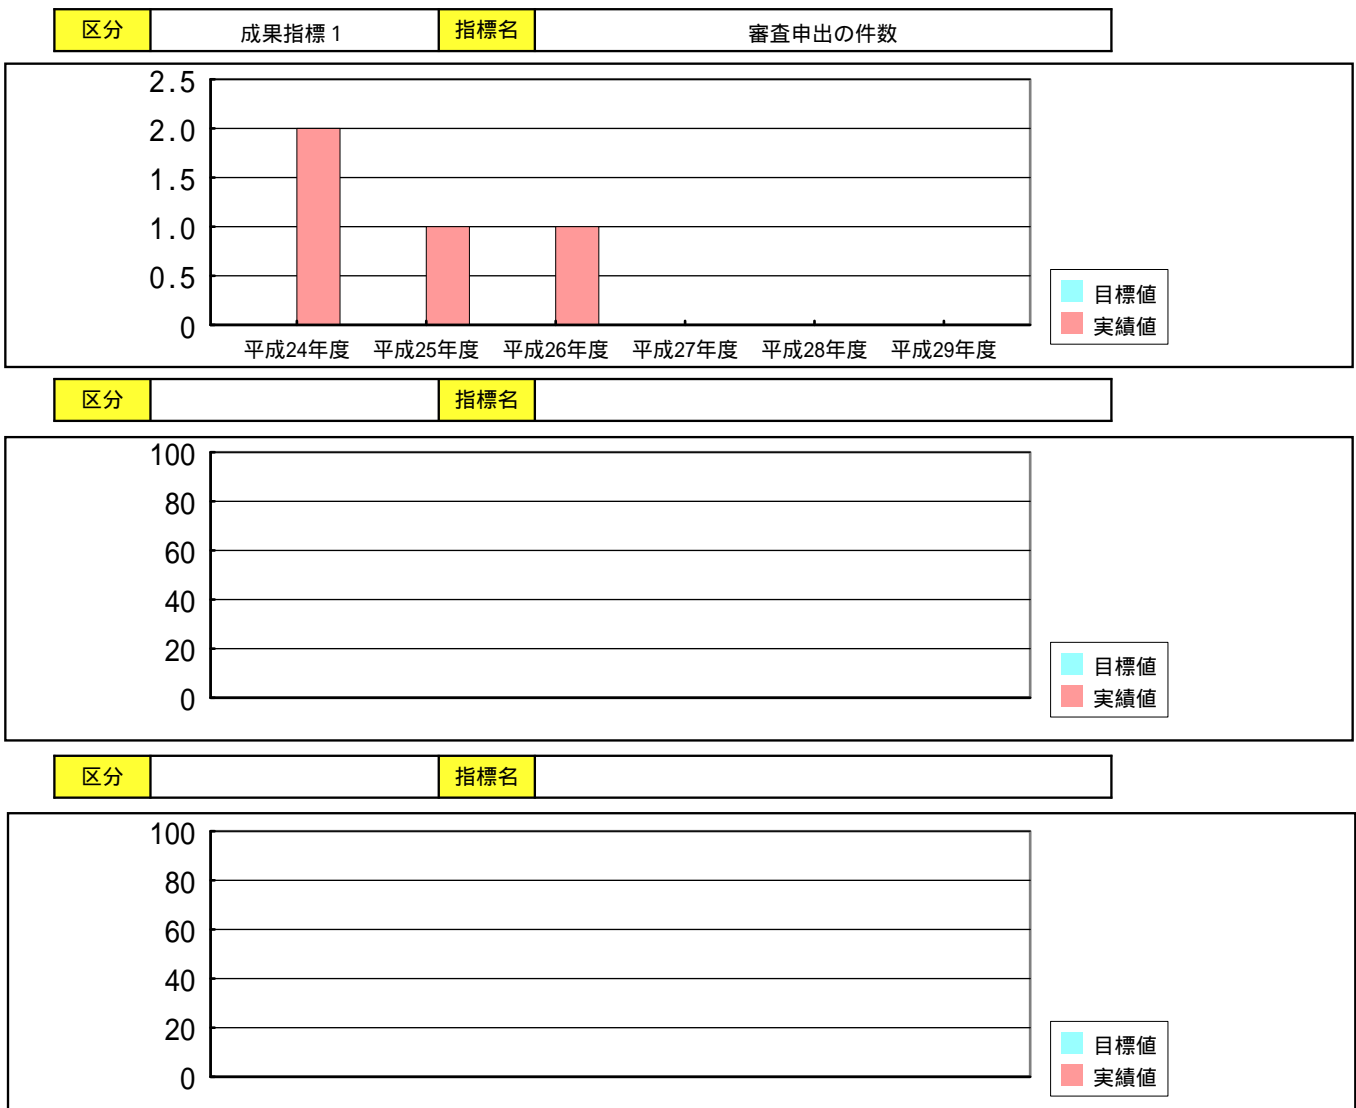 区分 成果指標1 指標名 審査申出の件数
2.5
2.0
1.5
1.0
0.5
0
平成24年度 平成25年度 平成26年度 平成27年度 平成28年度 平成29年度
目標値
実績値
区分 指標名
100
80
60
40
20
0
目標値
実績値
区分 指標名
100
80
60
40
20
0
目標値
実績値